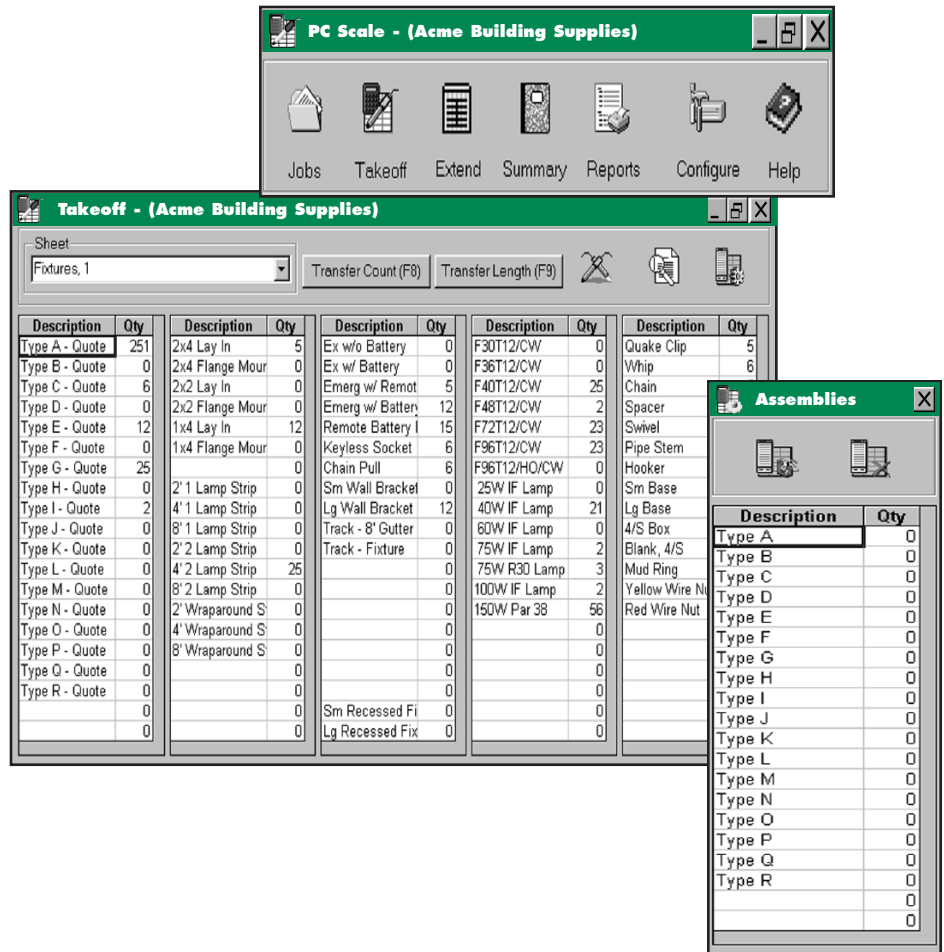 PC Scale - (Acme Building Supplies)
Jobs Takeoff Extend Summary Reports Configure Help
Takeoff - (Acme Building Supplies)
Sheet
Fixtures, 1 Transfer Count (F8) Transfer Length (F9)
Description Qty Description Qty Description Qty Description Qty Description Qty
Type A - Quote 251 2x4 Lay In 5 Ex w/o Battery 0 F30T12/CW 0 Quake Clip 5
Type B - Quote 0 2x4 Flange Mour 0 Ex w/ Battery 0 F36T12/CW 0 Whip 6
Type C - Quote 6 2x2 Lay In 0 Emerg w/ Remot 5 F40T12/CW 25 Chain
Type D - Quote 0 2x2 Flange Mour 0 Emerg w/ Battery 12 F48T12/CW 2 Spacer
Type E - Quote 12 1x4 Lay In 12 Remote Battery 15 F72T12/CW 23 Swivel
Type F - Quote 0 1x4 Flange Mour 0 Keyless Socket 6 F96T12/CW 23 Pipe Stem
Type G - Quote 25 0 Chain Pull 6 F96T12/HO/CW 0 Hooker
Type H - Quote 0 2' 1 Lamp Strip 0 Sm Wall Bracket 0 25W IF Lamp 0 Sm Base
Type I - Quote 2 4' 1 Lamp Strip 0 Lg Wall Bracket 12 40W IF Lamp 21 Lg Base
Type J - Quote 0 8' 1 Lamp Strip 0 Track - 8' Gutter 0 60W IF Lamp 0 4/S Box
Type K - Quote 0 2' 2 Lamp Strip 0 Track - Fixture 0 75W IF Lamp 2 Blank, 4/S
Type L - Quote 0 4' 2 Lamp Strip 25 0 75W R30 Lamp 3 Mud Ring
Type M - Quote 0 8' 2 Lamp Strip 0 0 100W IF Lamp 2 Yellow Wire Nu
Type N - Quote 0 2' Wraparound S 0 0 150W Par 38 56 Red Wire Nut
Type O - Quote 0 4' Wraparound S 0 0 0
Type P - Quote 0 8' Wraparound S 0 0 0
Type Q - Quote 0 0 0 0
Type R - Quote 0 0 0 0
0 0 Sm Recessed Fi 0 0
0 0 Lg Recessed Fix 0 0
Assemblies
Description Qty
Type A 0
Type B 0
Type C 0
Type D 0
Type E 0
Type F 0
Type G 0
Type H 0
Type I 0
Type J 0
Type K 0
Type L 0
Type M 0
Type N 0
Type O 0
Type P 0
Type Q 0
Type R 0
0
0